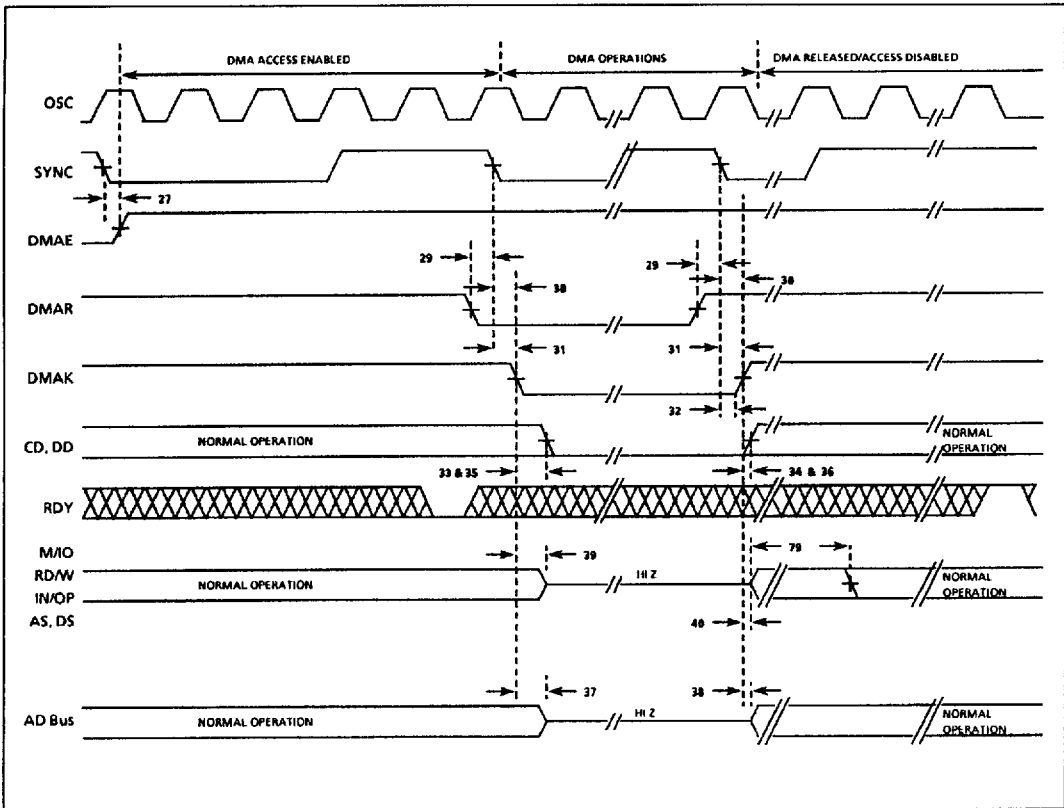 DMA ACCESS ENABLED DMA OPERATIONS DMA RELEASED/ACCESS DISABLED
OSC
SYNC
27
DMAE
29 29
30 30
DMAR
31 31
DMAK
32
CD, DD NORMAL OPERATION NORMAL OPERATION
33 & 35 34 & 36
RDY
M/IO
39 79
RD/W NORMAL OPERATION HI Z NORMAL OPERATION
IN/OP
AS, DS
40
37 38
AD Bus NORMAL OPERATION HI Z NORMAL OPERATION